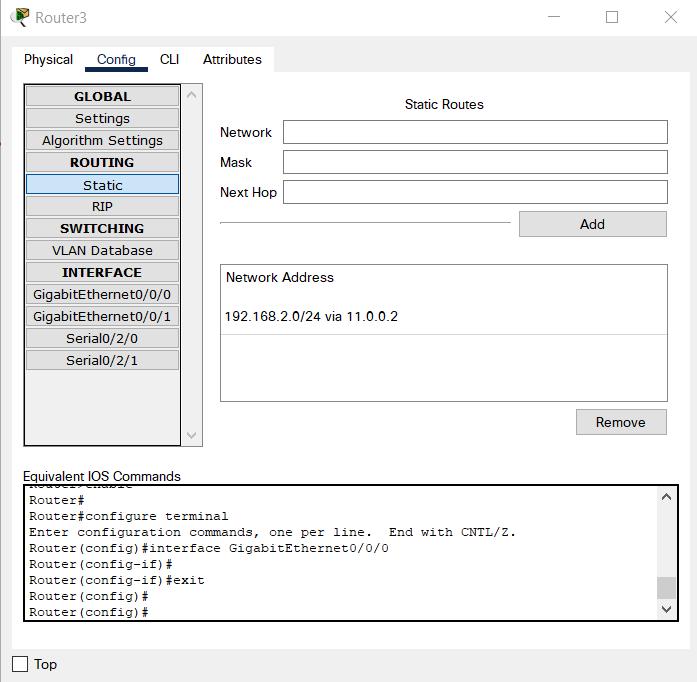 Router3
Physical Config CLI Attributes
GLOBAL
Settings
Algorithm Settings
ROUTING
Static
RIP
SWITCHING
VLAN Database
INTERFACE
GigabitEthernet0/0/0
GigabitEthernet0/0/1
Serial0/2/0
Serial0/2/1
Static Routes
Network
Mask
Next Hop
Add
Network Address
192.168.2.0/24 via 11.0.0.2
Remove
Equivalent IOS Commands
Router>enable
Router#
Router#configure terminal
Enter configuration commands, one per line. End with CNTL/Z.
Router(config)#interface GigabitEthernet0/0/0
Router(config-if)#
Router(config-if)#exit
Router(config)#
Router(config)#
Top